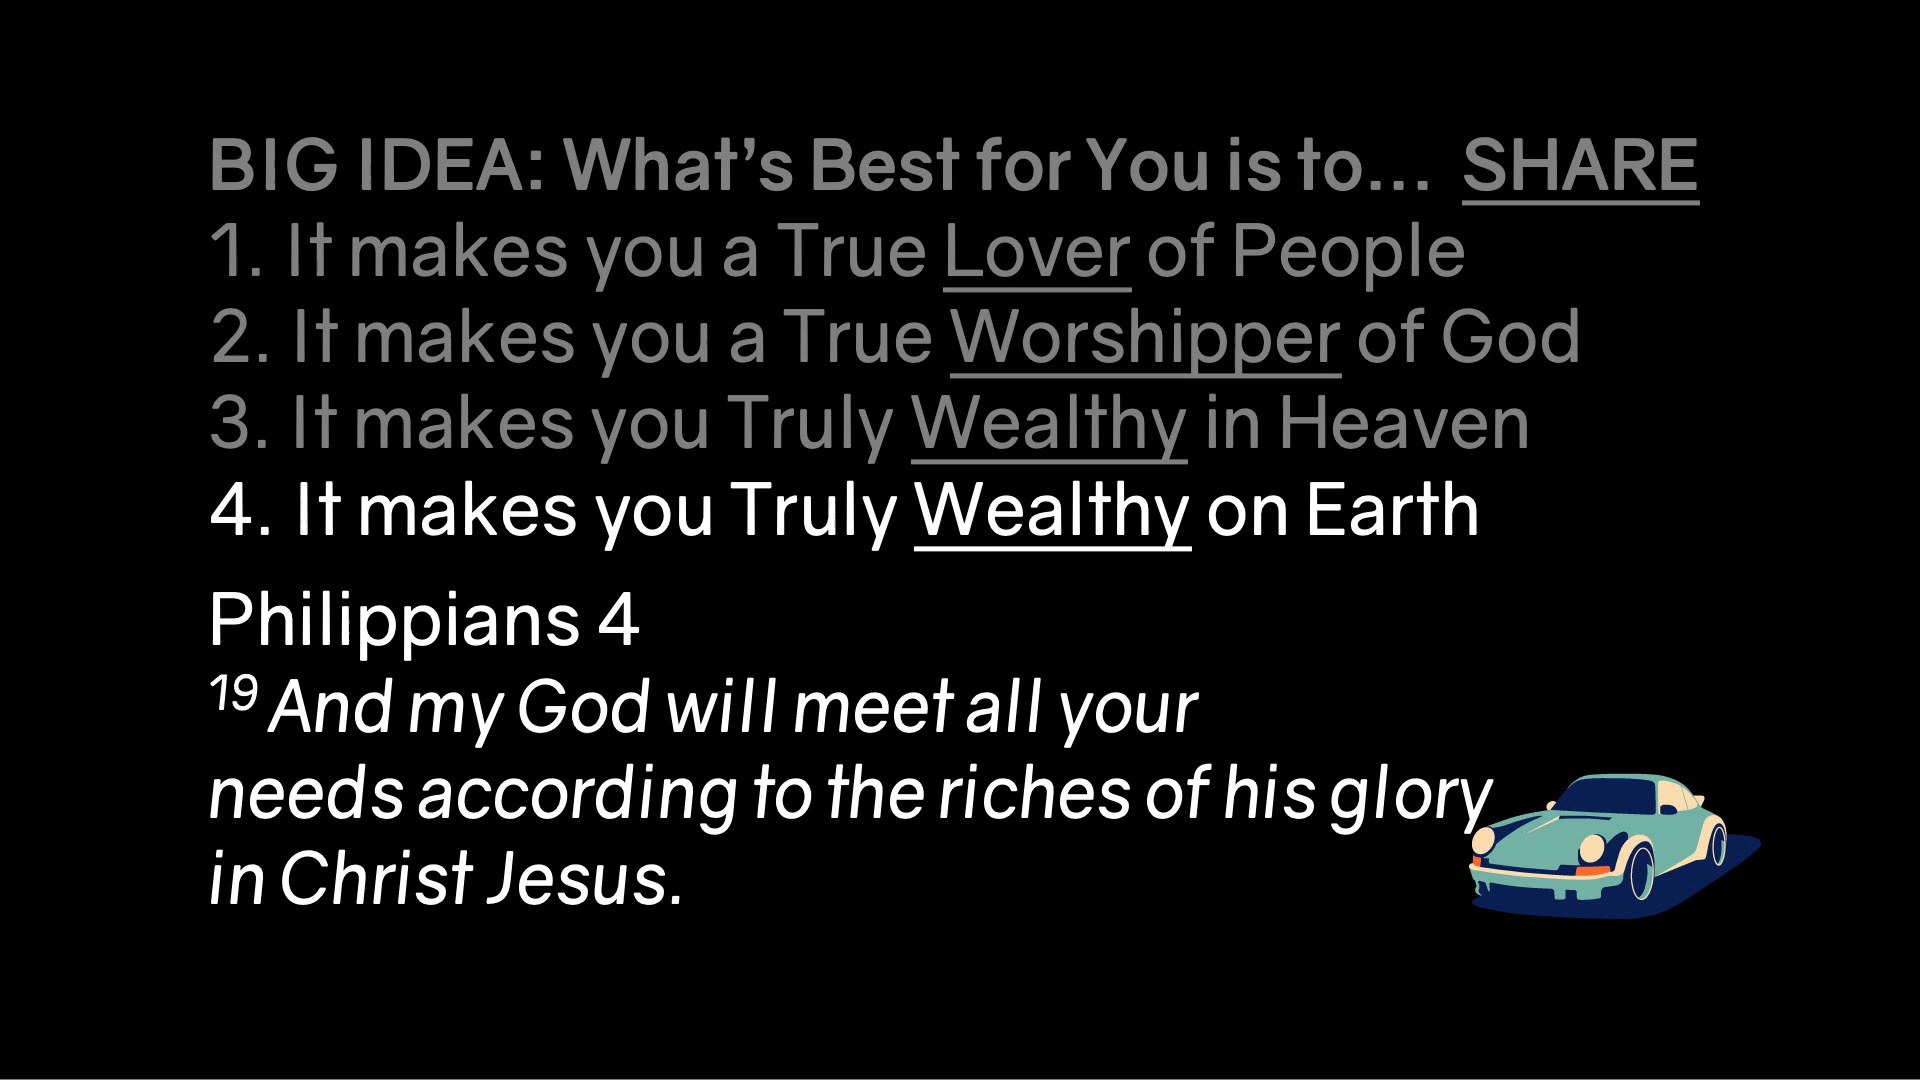 BIG IDEA: What’s Best for You is to… SHARE
1. It makes you a True Lover of People
2. It makes you a True Worshipper of God
3. It makes you Truly Wealthy in Heaven
4. It makes you Truly Wealthy on Earth
Philippians 4
19 And my God will meet all your
needs according to the riches of his glory
in Christ Jesus.